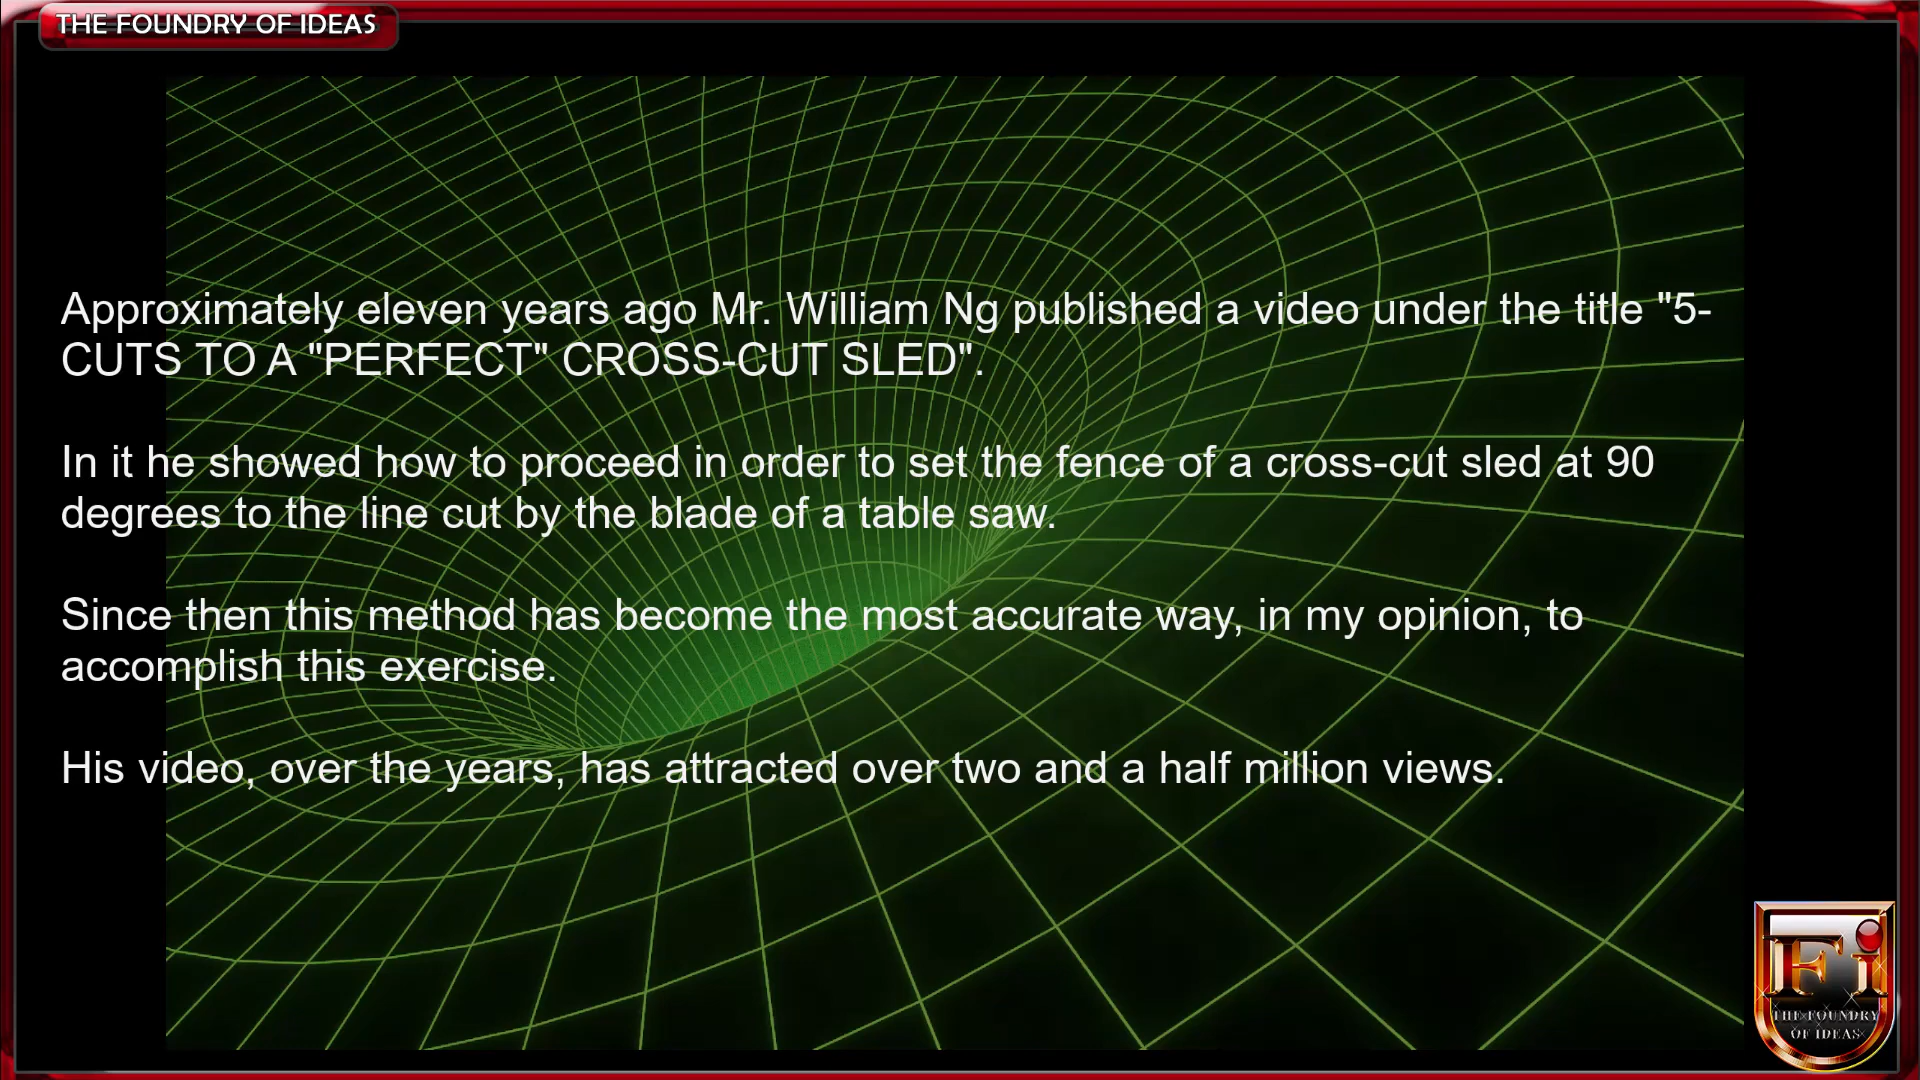 THE FOUNDRY OF IDEAS
Approximately eleven years ago Mr. William Ng published a video under the title "5-
CUTS TO A "PERFECT" CROSS-CUT SLED".
In it he showed how to proceed in order to set the fence of a cross-cut sled at 90
degrees to the line cut by the blade of a table saw.
Since then this method has become the most accurate way, in my opinion, to
accomplish this exercise.
His video, over the years, has attracted over two and a half million views.
Fi
THE FOUNDRY
OF IDEAS